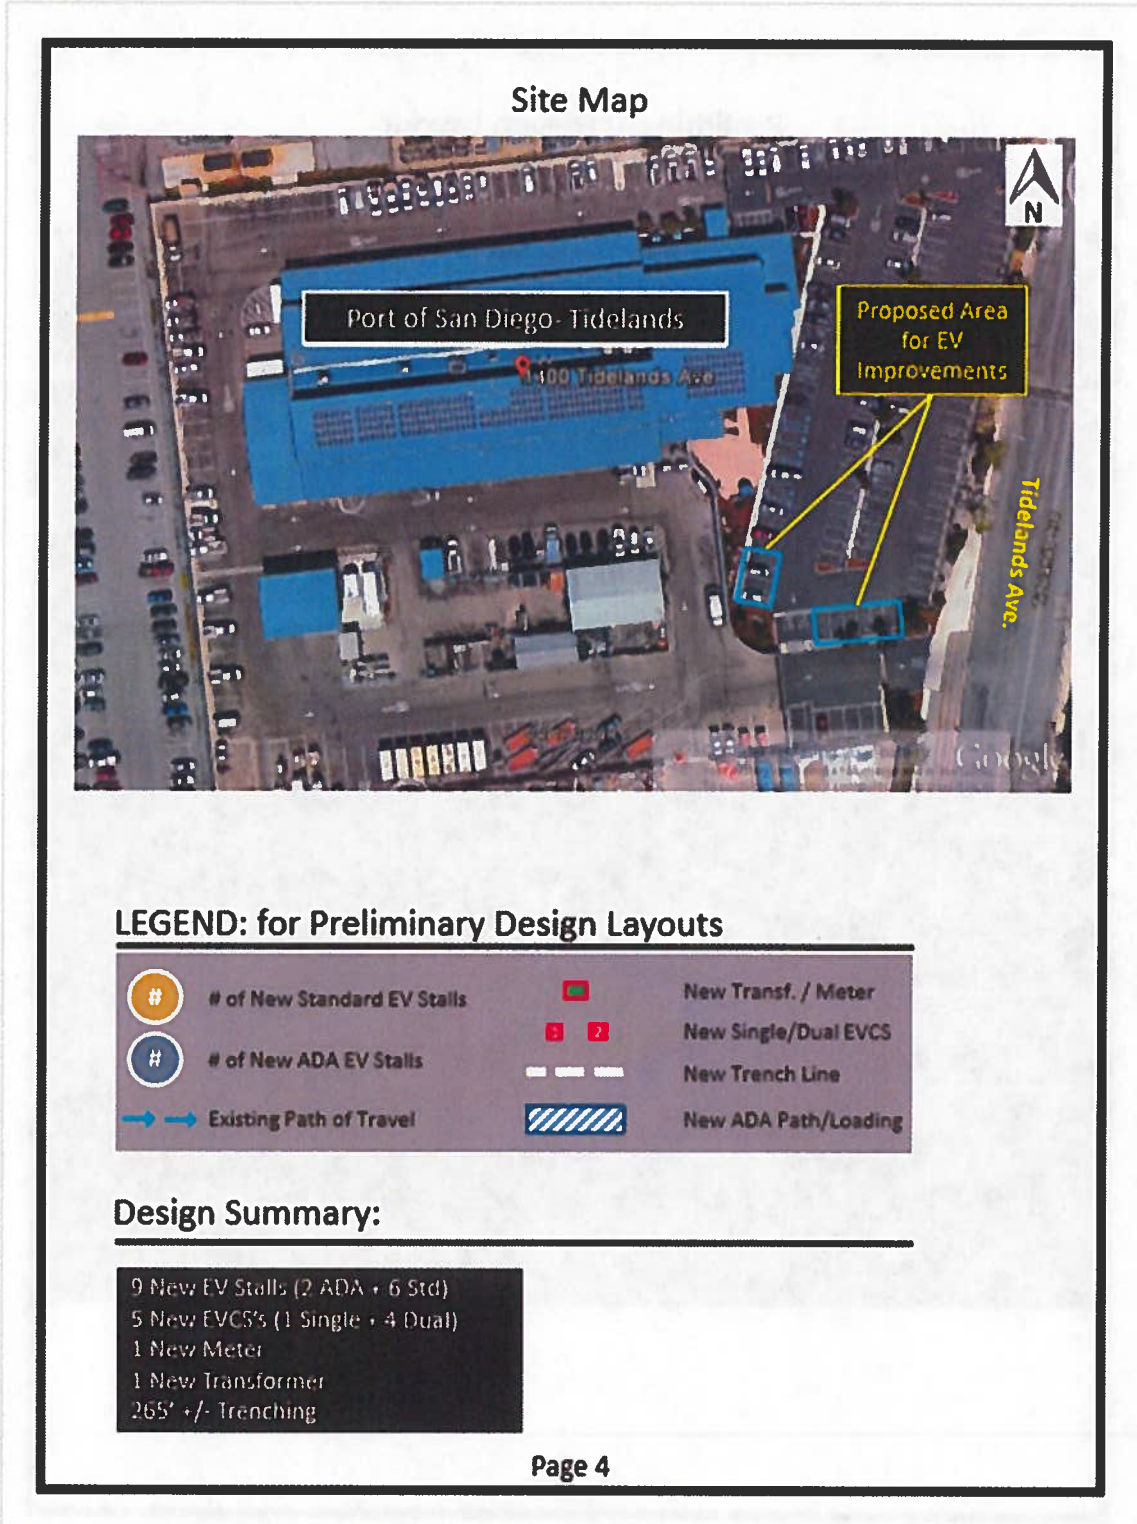 Site Map
N
Port of San Diego- Tidelands
1400 Tidelands Ave
Proposed Area
for EV
Improvements
Tidelands Ave.
Google
LEGEND: for Preliminary Design Layouts
# # of New Standard EV Stalls
# # of New ADA EV Stalls
Existing Path of Travel
New Transf. / Meter
1 2 New Single/Dual EVCS
New Trench Line
New ADA Path/Loading
Design Summary:
9 New EV Stalls (2 ADA + 6 Std)
5 New EVCS's (1 Single + 4 Dual)
1 New Meter
1 New Transformer
265' +/- Trenching
Page 4